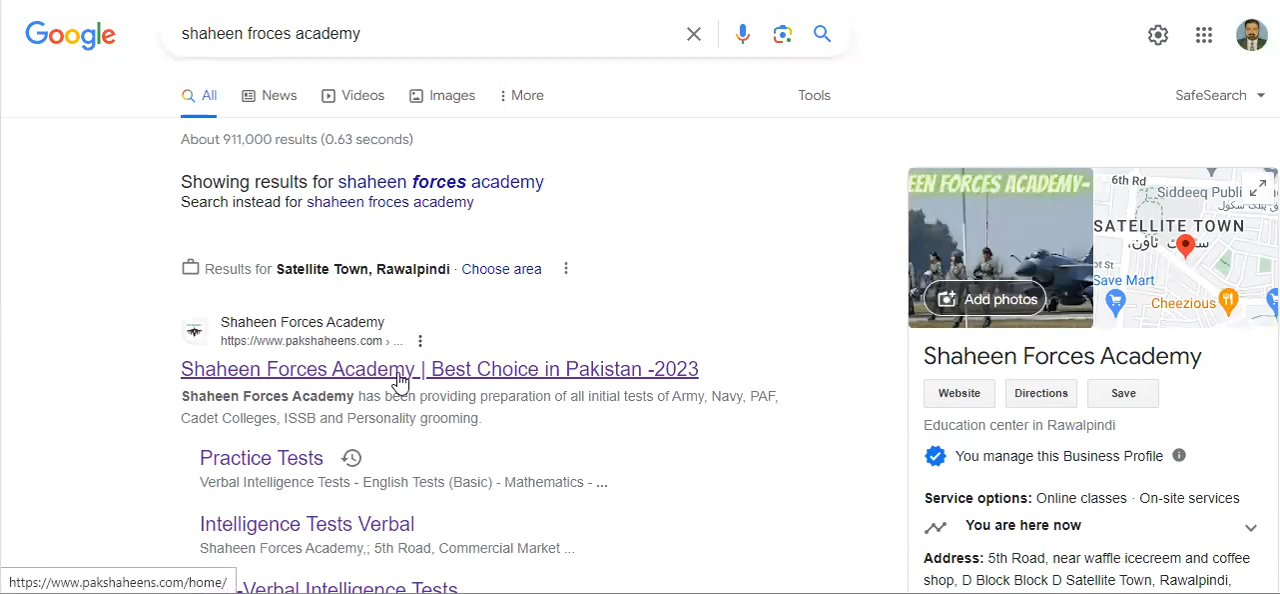 Google
shaheen froces academy
All
News
Videos
Images
More
Tools
SafeSearch
About 911,000 results (0.63 seconds)
Showing results for shaheen forces academy
Search instead for shaheen froces academy
Results for Satellite Town, Rawalpindi · Choose area
Shaheen Forces Academy
https://www.pakshaheens.com › ...
Shaheen Forces Academy | Best Choice in Pakistan -2023
Shaheen Forces Academy has been providing preparation of all initial tests of Army, Navy, PAF,
Cadet Colleges, ISSB and Personality grooming.
Practice Tests
Verbal Intelligence Tests - English Tests (Basic) - Mathematics - ...
Intelligence Tests Verbal
Shaheen Forces Academy,; 5th Road, Commercial Market ...
-Verbal Intelligence Tests
https://www.pakshaheens.com/home/
EEN FORCES ACADEMY-
Add photos
6th Rd
Siddeeq Publi
SATELLITE TOWN
ot St
Save Mart
Cheezious
Shaheen Forces Academy
Website
Directions
Save
Education center in Rawalpindi
You manage this Business Profile
Service options: Online classes · On-site services
You are here now
Address: 5th Road, near waffle icecreem and coffee
shop, D Block Block D Satellite Town, Rawalpindi,